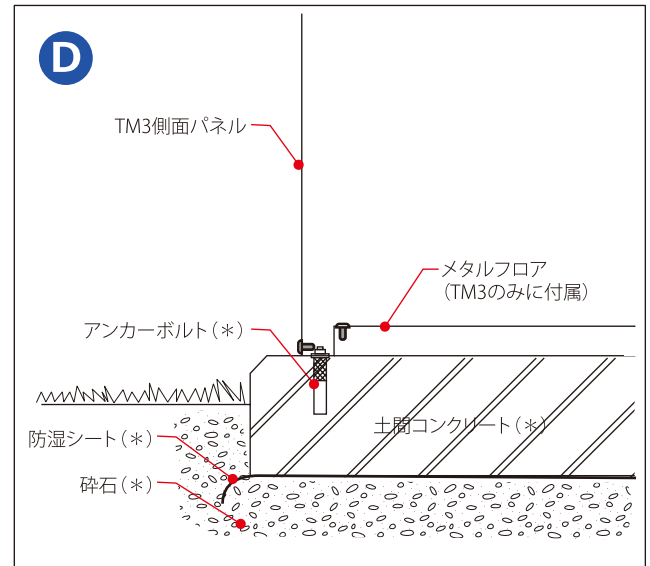 D
TM3側面パネル
メタルフロア
(TM3のみに付属)
アンカーボルト(＊)
土間コンクリート(＊)
防湿シート(＊)
砕石(＊)